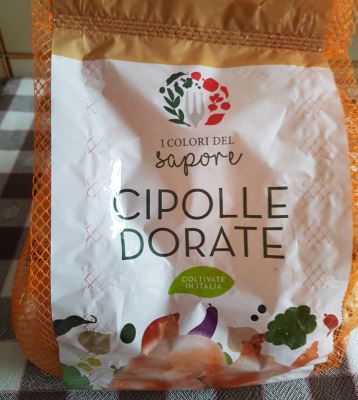 I COLORI DEL
sapore
CIPOLLE
DORATE
COLTIVATE
IN ITALIA